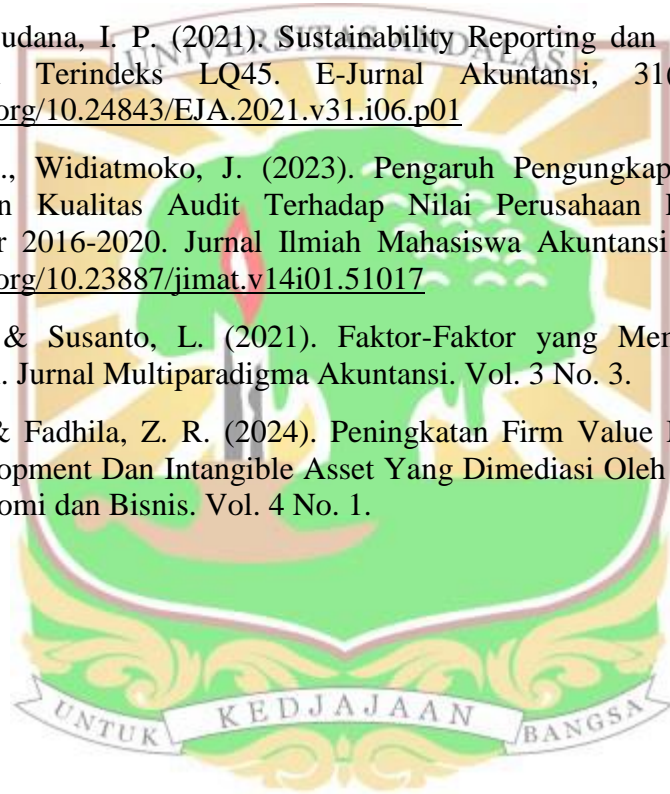 udana, I. P. (2021). Sustainability Reporting dan
Terindeks LQ45. E-Jurnal Akuntansi, 31(
org/10.24843/EJA.2021.v31.i06.p01
., Widiatmoko, J. (2023). Pengaruh Pengungkap
n Kualitas Audit Terhadap Nilai Perusahaan
r 2016-2020. Jurnal Ilmiah Mahasiswa Akuntansi
org/10.23887/jimat.v14i01.51017
& Susanto, L. (2021). Faktor-Faktor yang Men
. Jurnal Multiparadigma Akuntansi. Vol. 3 No. 3.
& Fadhila, Z. R. (2024). Peningkatan Firm Value
opment Dan Intangible Asset Yang Dimediasi Oleh
omi dan Bisnis. Vol. 4 No. 1.
UNIVERSITAS ANDALAS
UNTUK KEDJAJAAN BANGSA